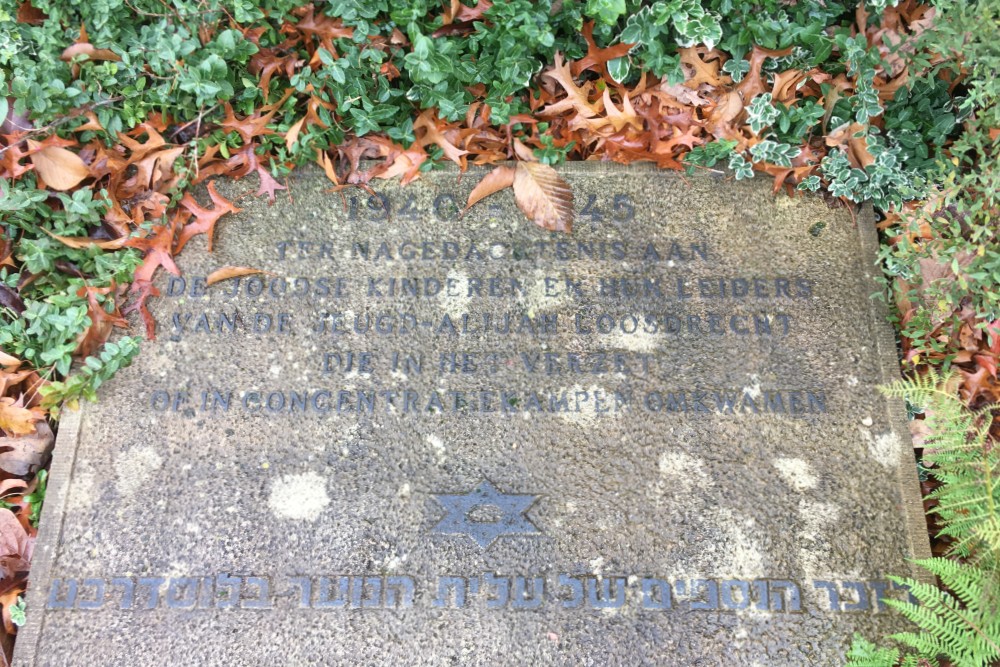 1940 - 45
TER NAGEDACHTENIS AAN
DE JOODSE KINDEREN EN HUN LEIDERS
VAN DE JEUGD-ALIJAH LOOSDRECHT
DIE IN HET VERZET
OF IN CONCENTRATIEKAMPEN OMKWAMEN
זכר הנופלים של עלית הנוער בלוסדרכט